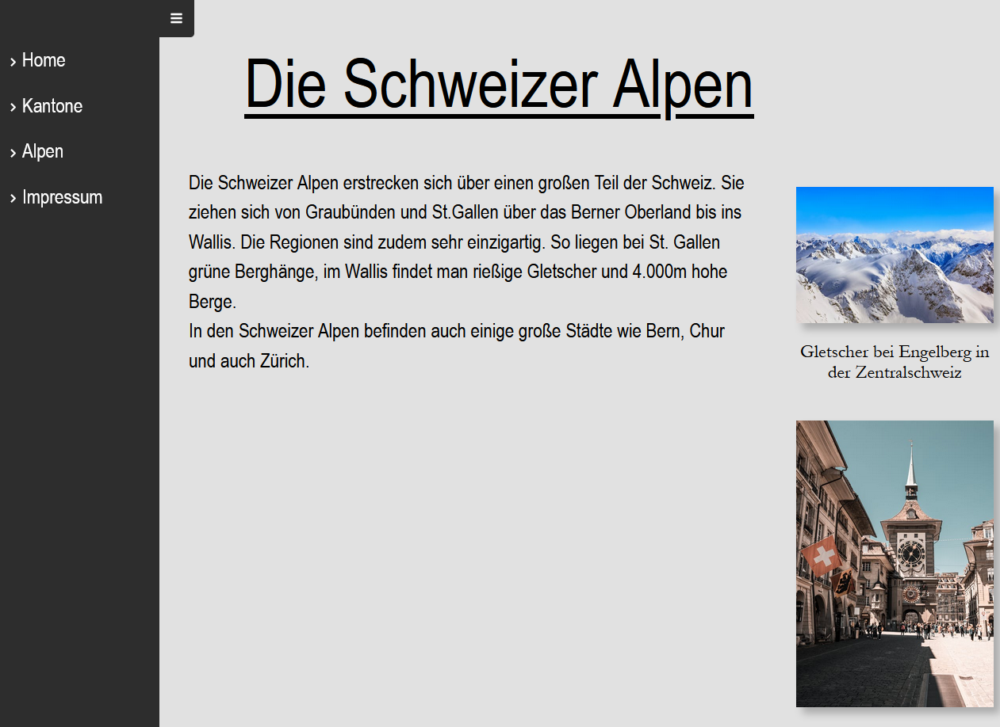 Home
Kantone
Alpen
Impressum
Die Schweizer Alpen
Die Schweizer Alpen erstrecken sich über einen großen Teil der Schweiz. Sie
ziehen sich von Graubünden und St.Gallen über das Berner Oberland bis ins
Wallis. Die Regionen sind zudem sehr einzigartig. So liegen bei St. Gallen
grüne Berghänge, im Wallis findet man rießige Gletscher und 4.000m hohe
Berge.
In den Schweizer Alpen befinden auch einige große Städte wie Bern, Chur
und auch Zürich.
Gletscher bei Engelberg in
der Zentralschweiz